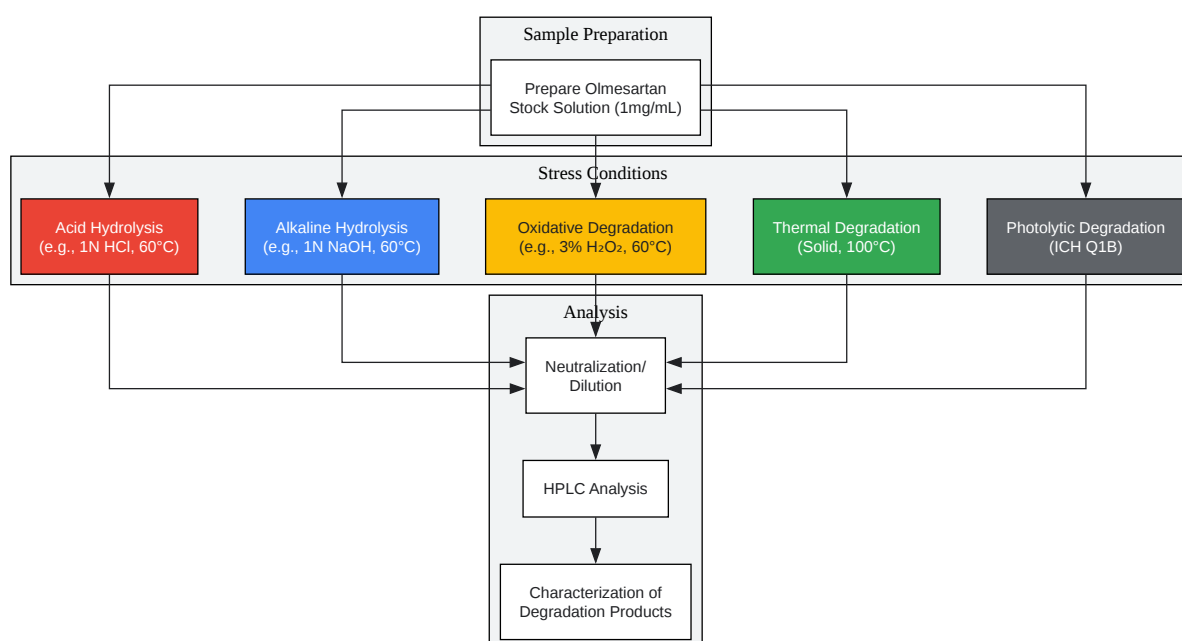 Sample Preparation
Prepare Olmesartan
Stock Solution (1mg/mL)
Stress Conditions
Acid Hydrolysis
(e.g., 1N HCl, 60°C)
Alkaline Hydrolysis
(e.g., 1N NaOH, 60°C)
Oxidative Degradation
(e.g., 3% H₂O₂, 60°C)
Thermal Degradation
(Solid, 100°C)
Photolytic Degradation
(ICH Q1B)
Analysis
Neutralization/
Dilution
HPLC Analysis
Characterization of
Degradation Products